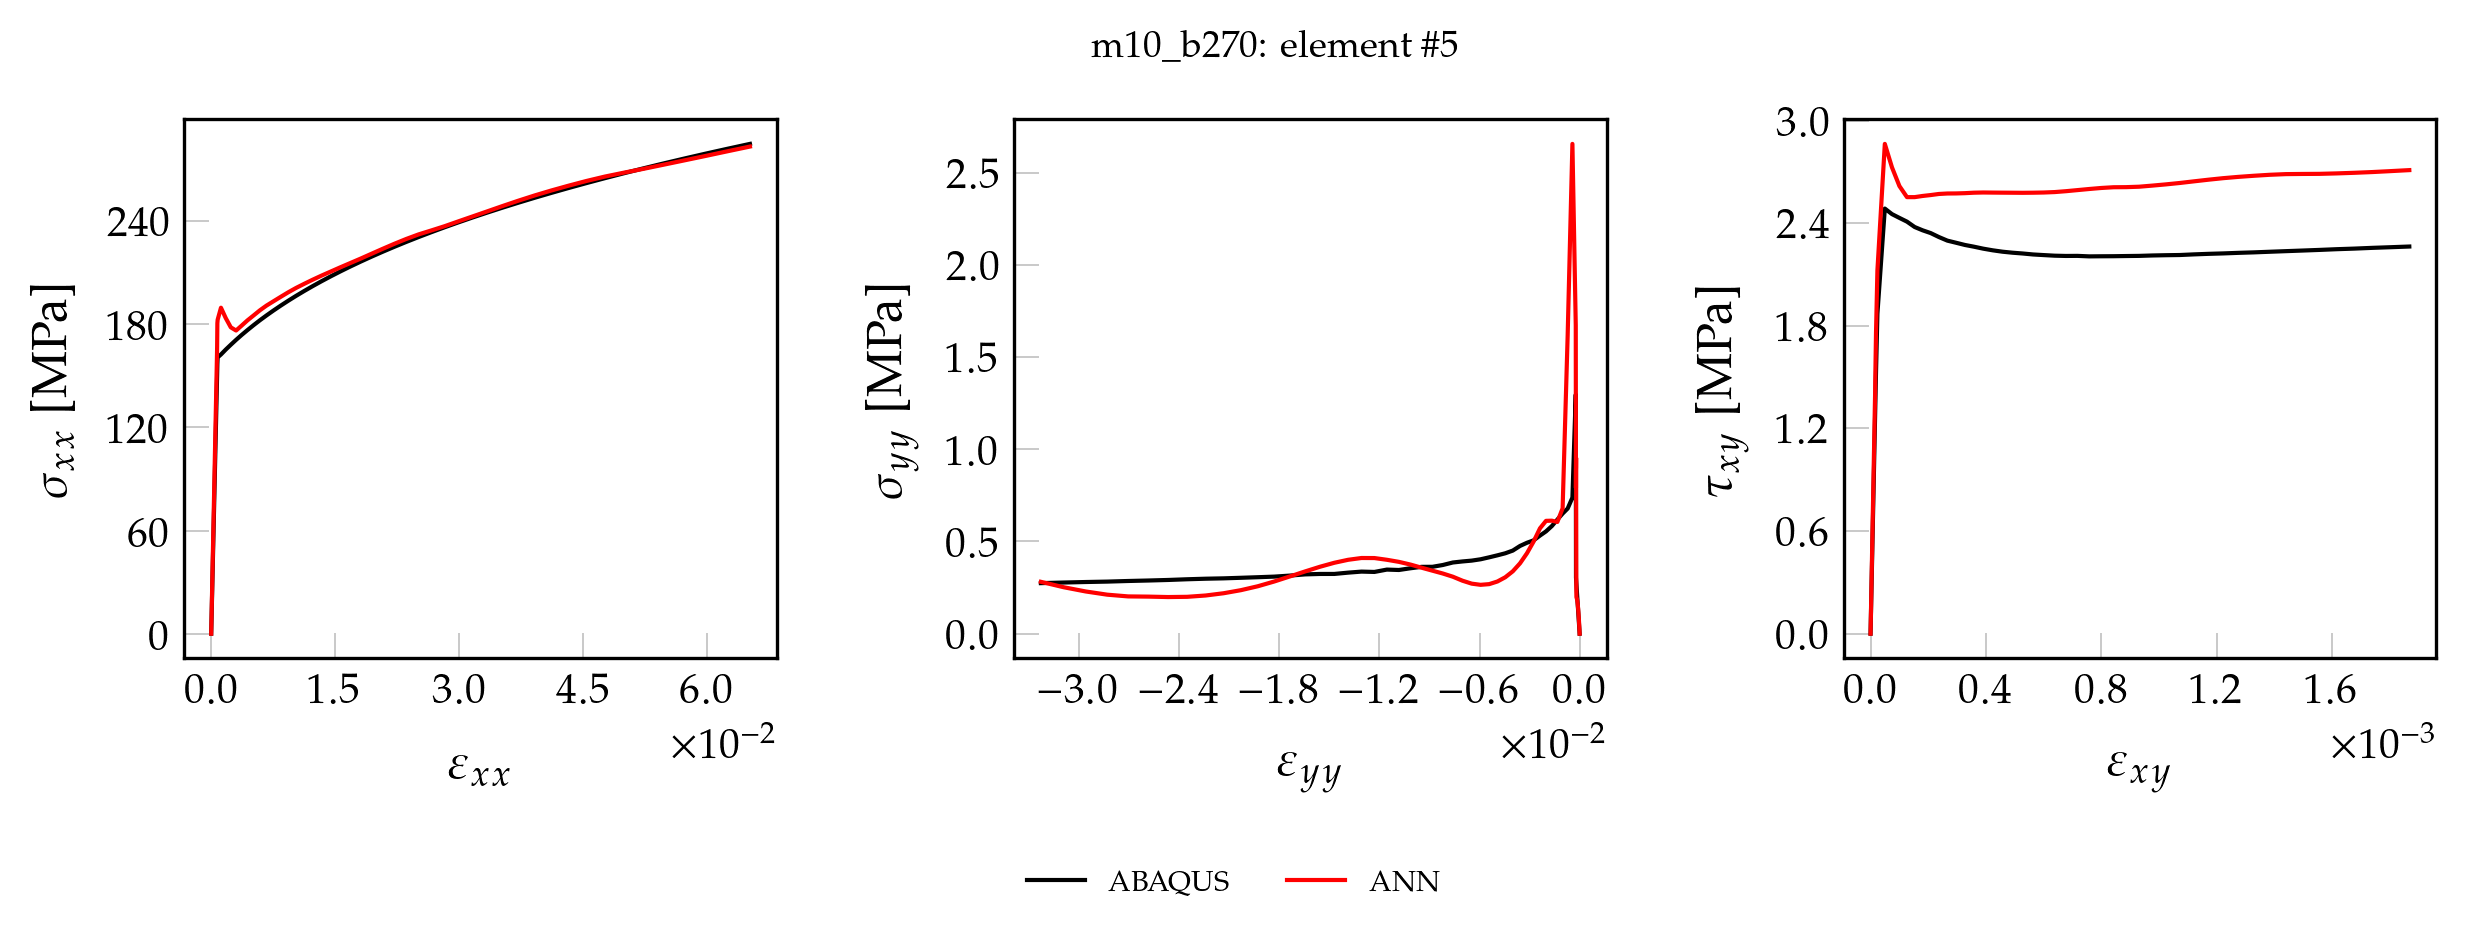 m10_b270: element #5
σxx [MPa]
240
180
120
60
0
0.0 1.5 3.0 4.5 6.0
×10−2
εxx
σyy [MPa]
2.5
2.0
1.5
1.0
0.5
0.0
−3.0 −2.4 −1.8 −1.2 −0.6 0.0
×10−2
εyy
τxy [MPa]
3.0
2.4
1.8
1.2
0.6
0.0
0.0 0.4 0.8 1.2 1.6
×10−3
εxy
ABAQUS ANN